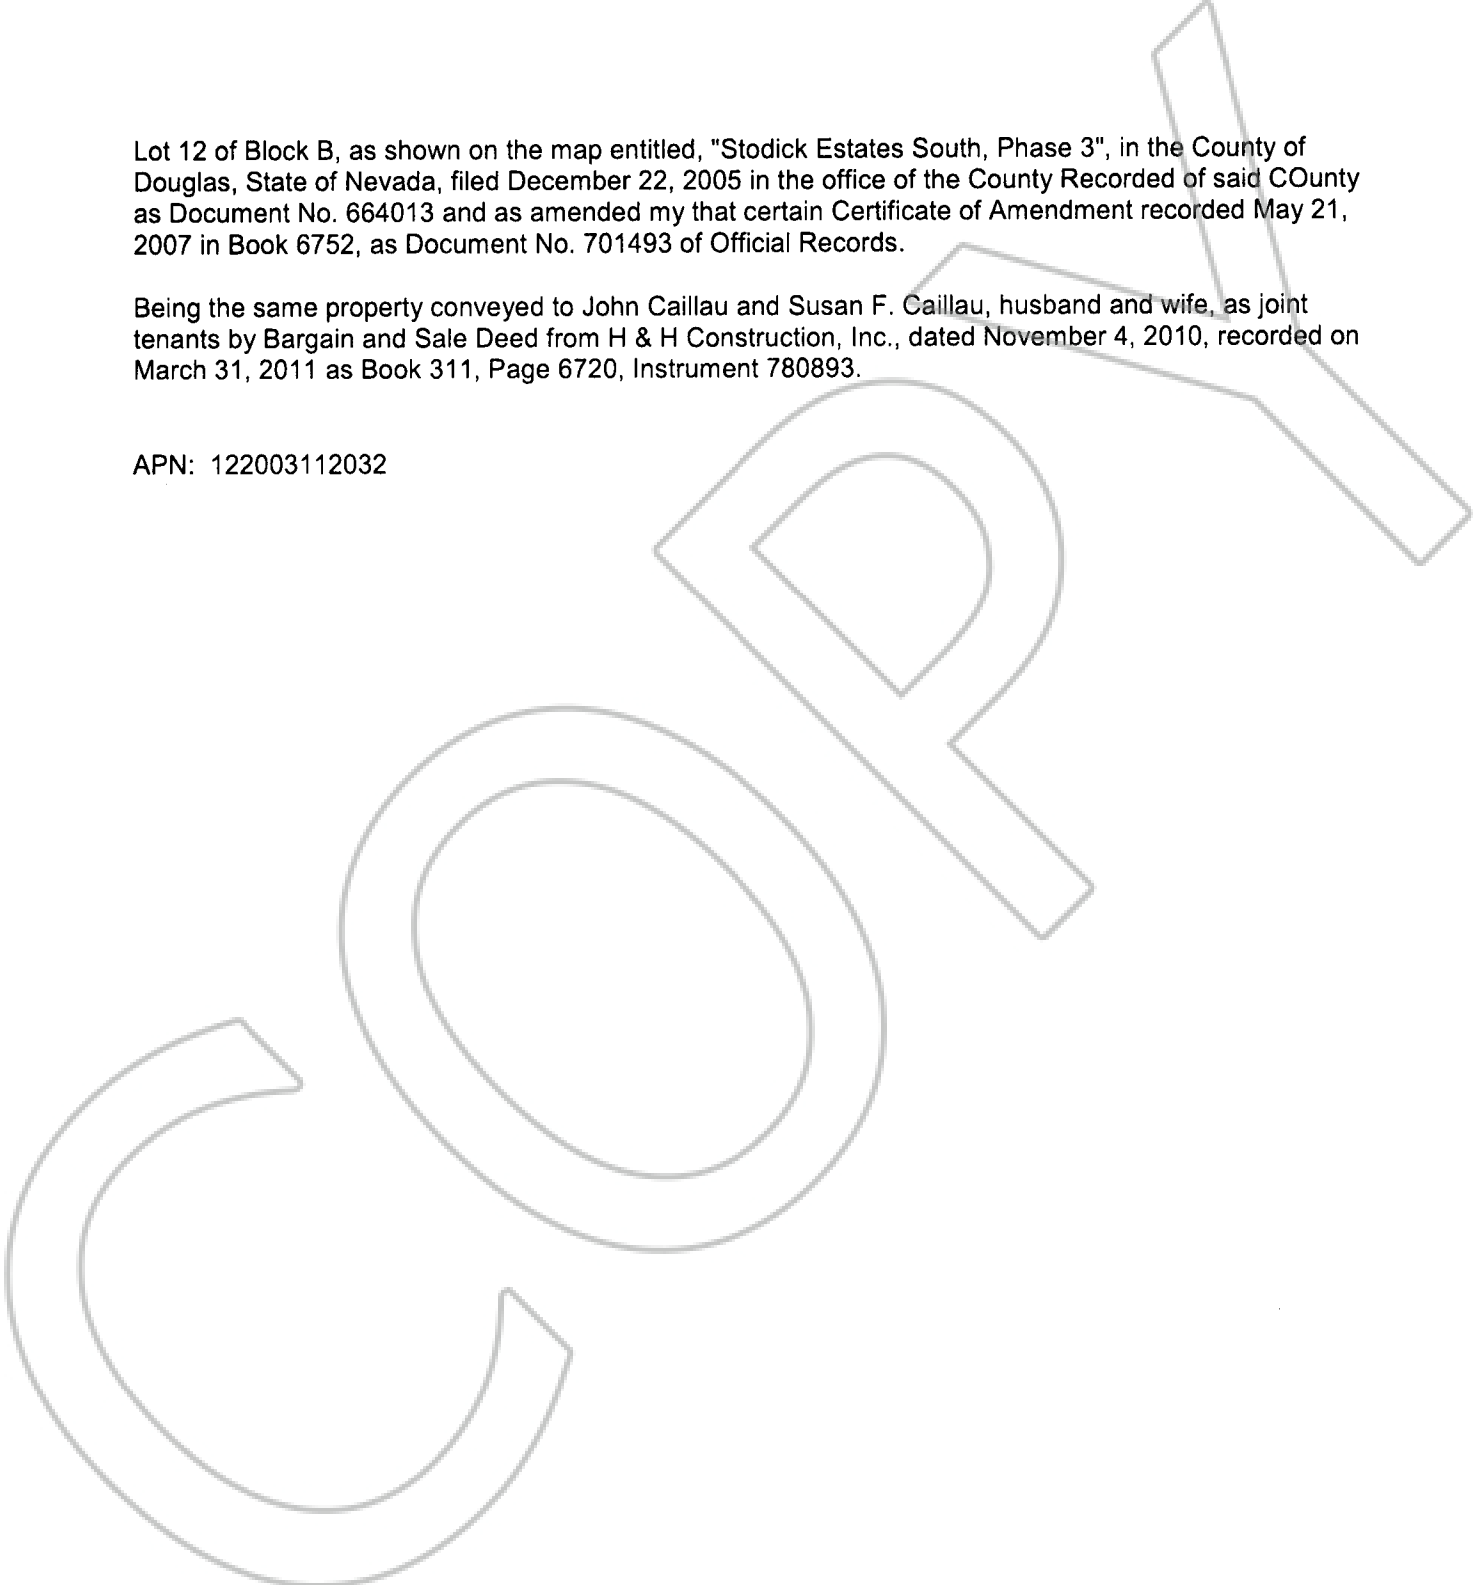 Lot 12 of Block B, as shown on the map entitled, "Stodick Estates South, Phase 3", in the County of
Douglas, State of Nevada, filed December 22, 2005 in the office of the County Recorded of said COunty
as Document No. 664013 and as amended my that certain Certificate of Amendment recorded May 21,
2007 in Book 6752, as Document No. 701493 of Official Records.
Being the same property conveyed to John Caillau and Susan F. Caillau, husband and wife, as joint
tenants by Bargain and Sale Deed from H & H Construction, Inc., dated November 4, 2010, recorded on
March 31, 2011 as Book 311, Page 6720, Instrument 780893.
APN: 122003112032
COPY